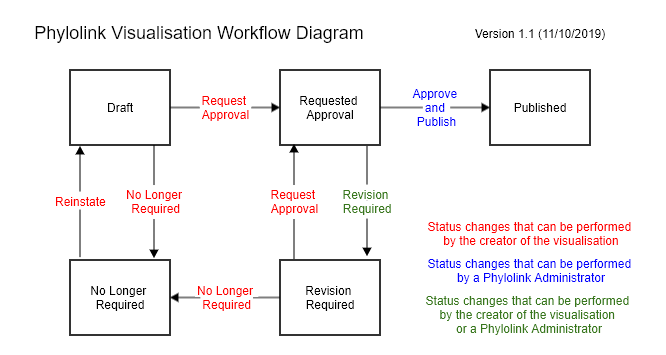 Phylolink Visualisation Workflow Diagram
Version 1.1 (11/10/2019)
Draft
Request
Approval
Requested
Approval
Approve
and
Publish
Published
Reinstate
No Longer
Required
Request
Approval
Revision
Required
No Longer
Required
No Longer
Required
Revision
Required
Status changes that can be performed
by the creator of the visualisation
Status changes that can be performed
by a Phylolink Administrator
Status changes that can be performed
by the creator of the visualisation
or a Phylolink Administrator